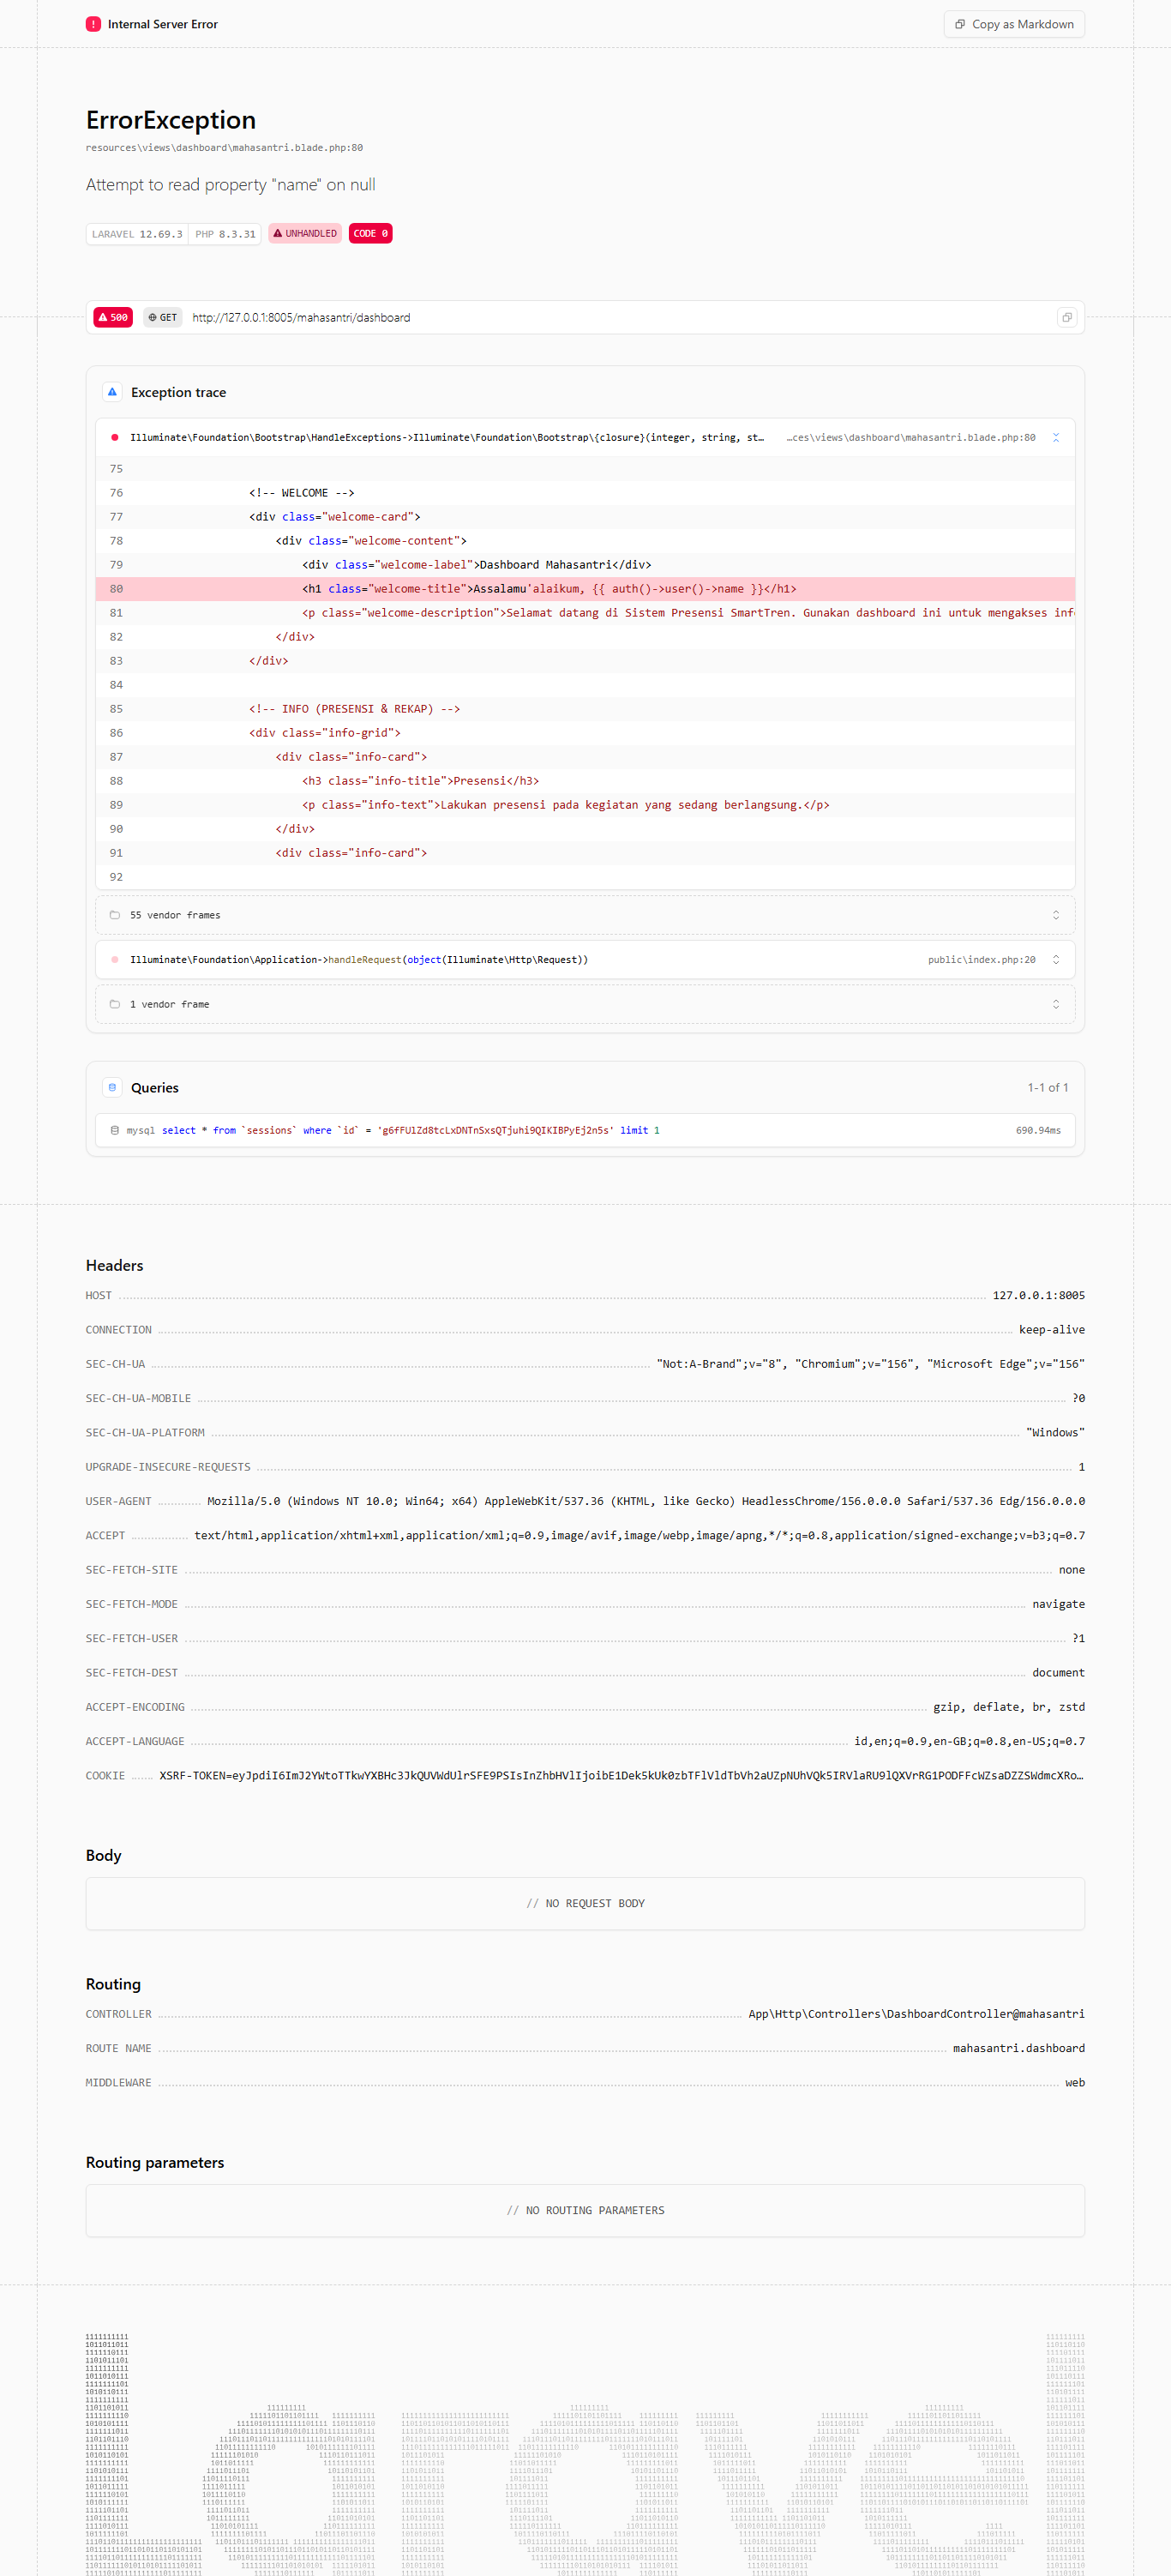 Internal Server Error
Copy as Markdown
ErrorException
resources\views\dashboard\mahasantri.blade.php:80
Attempt to read property "name" on null
LARAVEL 12.69.3 PHP 8.3.31 UNHANDLED CODE 0
500 GET http://127.0.0.1:8005/mahasantri/dashboard
Exception trace
Illuminate\Foundation\Bootstrap\HandleExceptions->Illuminate\Foundation\Bootstrap\{closure}(integer, string, st… …ces\views\dashboard\mahasantri.blade.php:80
75
76 <!-- WELCOME -->
77 <div class="welcome-card">
78 <div class="welcome-content">
79 <div class="welcome-label">Dashboard Mahasantri</div>
80 <h1 class="welcome-title">Assalamu'alaikum, {{ auth()->user()->name }}</h1>
81 <p class="welcome-description">Selamat datang di Sistem Presensi SmartTren. Gunakan dashboard ini untuk mengakses inf
82 </div>
83 </div>
84
85 <!-- INFO (PRESENSI & REKAP) -->
86 <div class="info-grid">
87 <div class="info-card">
88 <h3 class="info-title">Presensi</h3>
89 <p class="info-text">Lakukan presensi pada kegiatan yang sedang berlangsung.</p>
90 </div>
91 <div class="info-card">
92
55 vendor frames
Illuminate\Foundation\Application->handleRequest(object(Illuminate\Http\Request)) public\index.php:20
1 vendor frame
Queries 1-1 of 1
mysql select * from `sessions` where `id` = 'g6fFUlZd8tcLxDNTnSxsQTjuhi9QIKIBPyEj2n5s' limit 1 690.94ms
Headers
HOST 127.0.0.1:8005
CONNECTION keep-alive
SEC-CH-UA "Not:A-Brand";v="8", "Chromium";v="156", "Microsoft Edge";v="156"
SEC-CH-UA-MOBILE ?0
SEC-CH-UA-PLATFORM "Windows"
UPGRADE-INSECURE-REQUESTS 1
USER-AGENT Mozilla/5.0 (Windows NT 10.0; Win64; x64) AppleWebKit/537.36 (KHTML, like Gecko) HeadlessChrome/156.0.0.0 Safari/537.36 Edg/156.0.0.0
ACCEPT text/html,application/xhtml+xml,application/xml;q=0.9,image/avif,image/webp,image/apng,*/*;q=0.8,application/signed-exchange;v=b3;q=0.7
SEC-FETCH-SITE none
SEC-FETCH-MODE navigate
SEC-FETCH-USER ?1
SEC-FETCH-DEST document
ACCEPT-ENCODING gzip, deflate, br, zstd
ACCEPT-LANGUAGE id,en;q=0.9,en-GB;q=0.8,en-US;q=0.7
COOKIE
Body
// NO REQUEST BODY
Routing
CONTROLLER App\Http\Controllers\DashboardController@mahasantri
ROUTE NAME mahasantri.dashboard
MIDDLEWARE web
Routing parameters
// NO ROUTING PARAMETERS